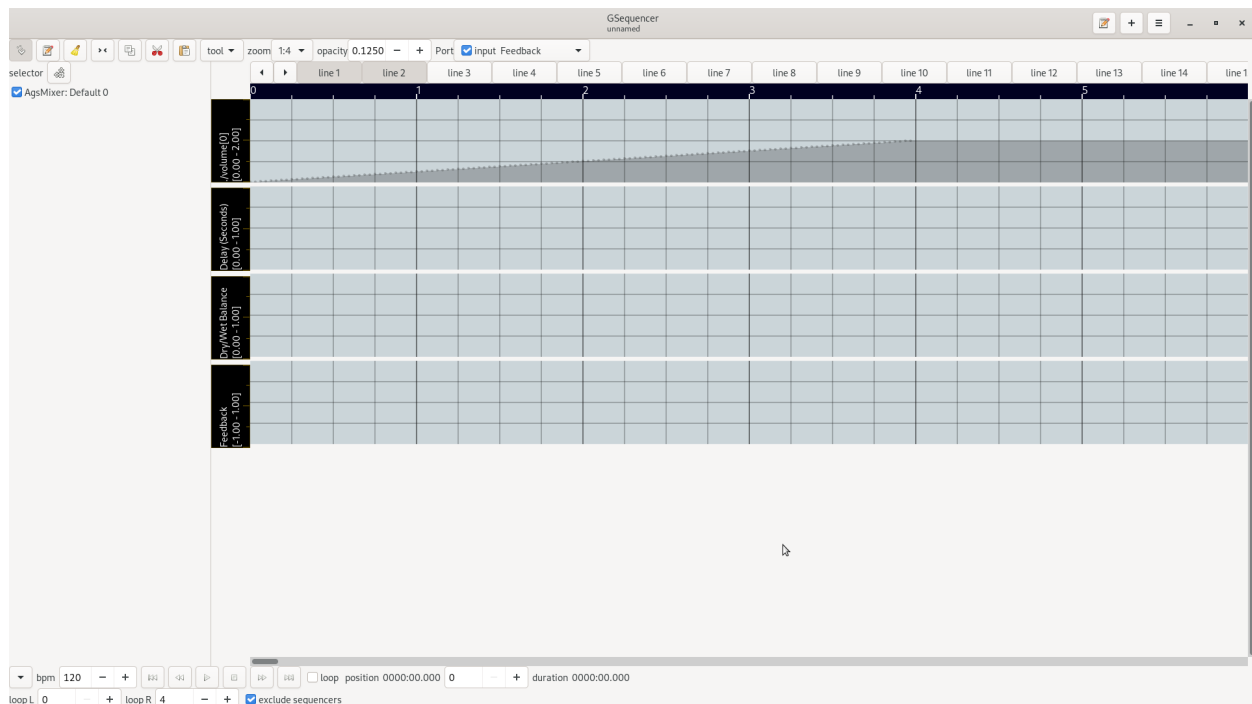 GSequencer
unnamed
tool zoom 1:4 opacity 0.1250 − + Port input Feedback
selector
line 1 line 2 line 3 line 4 line 5 line 6 line 7 line 8 line 9 line 10 line 11 line 12 line 13 line 14 line 1
AgsMixer: Default 0
0 1 2 3 4 5
./volume[0]
[0.00 - 2.00]
Delay (Seconds)
[0.00 - 1.00]
Dry/Wet Balance
[0.00 - 1.00]
Feedback
[-1.00 - 1.00]
bpm 120 − + loop position 0000:00.000 0 − + duration 0000:00.000
loop L 0 − + loop R 4 − + exclude sequencers